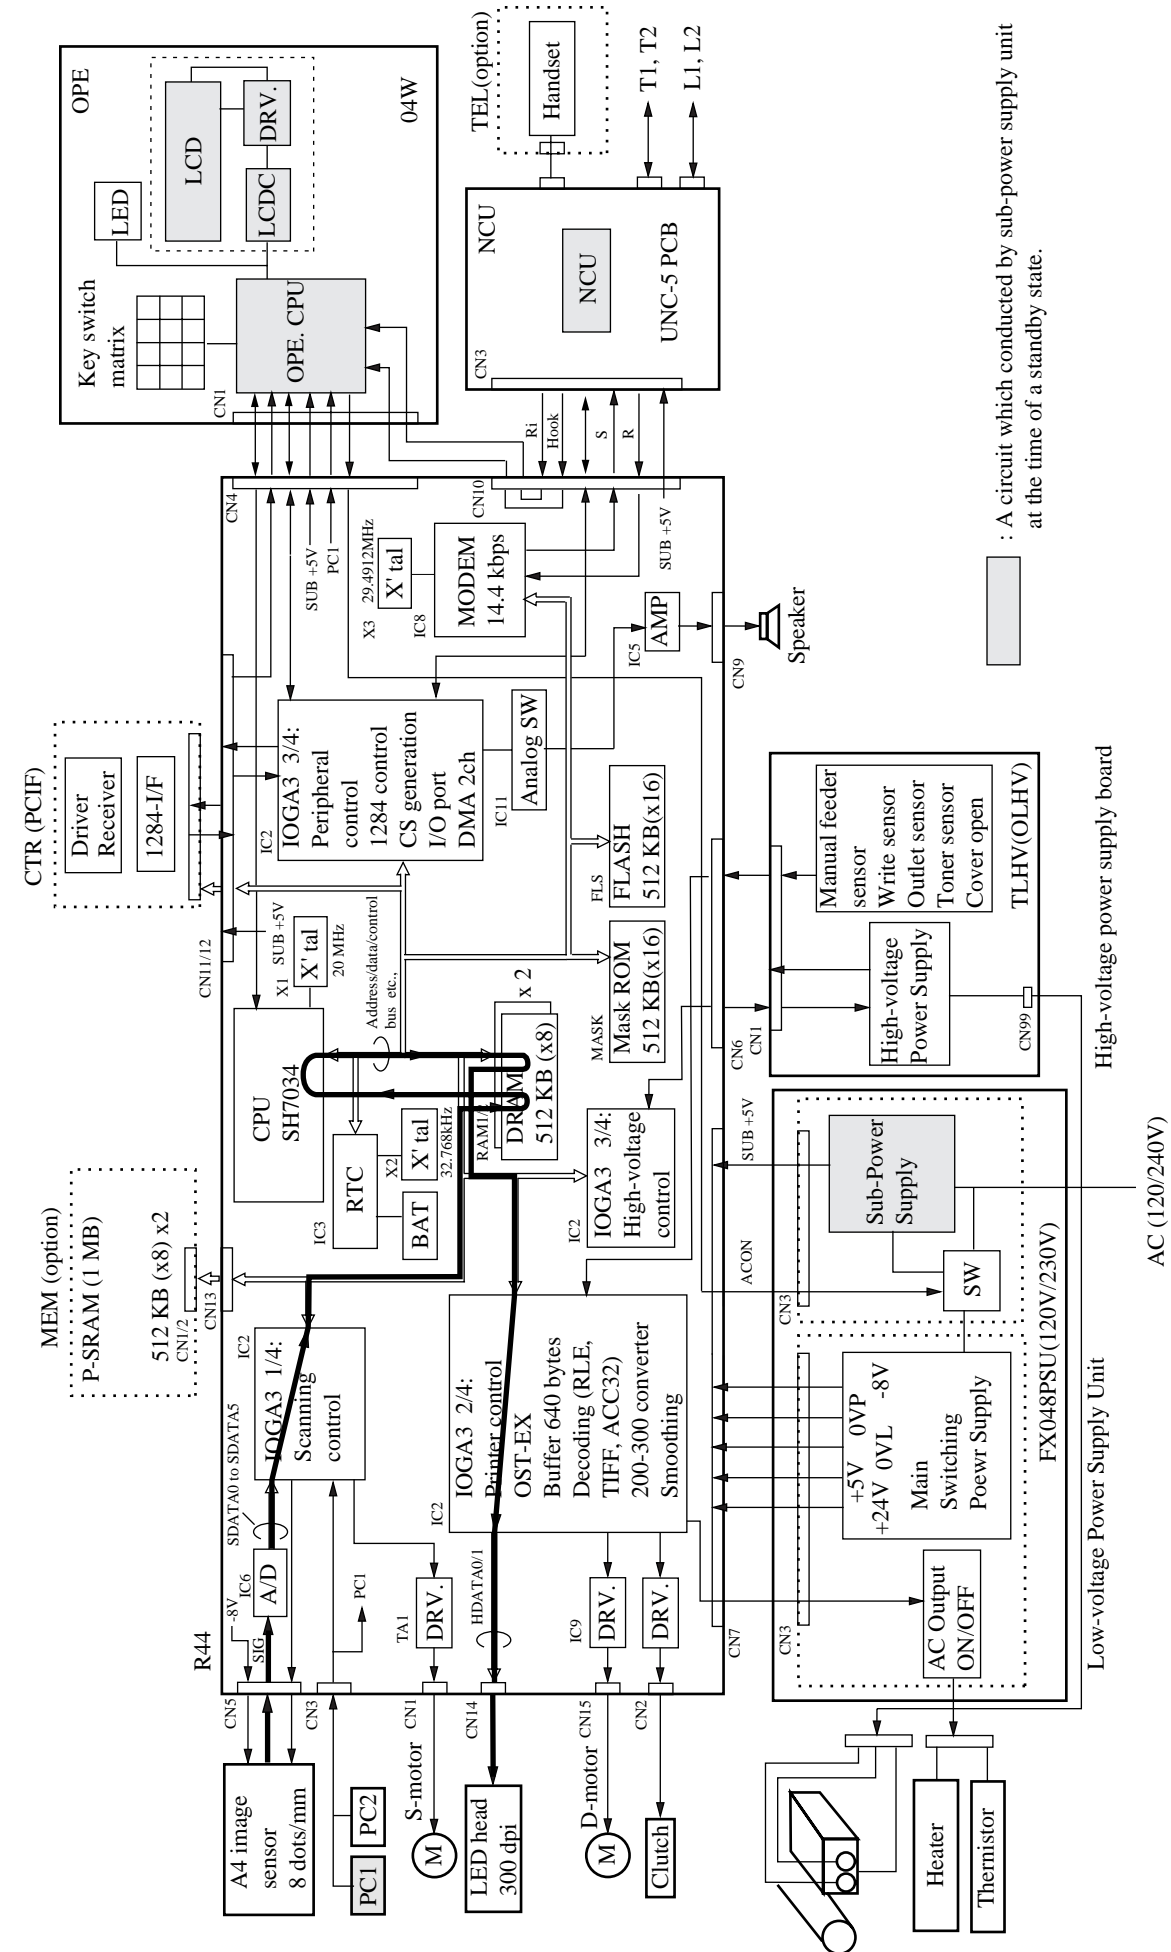 OPE
LED
LCD
DRV.
LCDC
04W
Key switch
matrix
OPE. CPU
CN1
TEL(option)
Handset
T1, T2
L1, L2
NCU
NCU
UNC-5 PCB
CN3
: A circuit which conducted by sub-power supply unit
at the time of a standby state.
Ri
Hook
S
R
CN4
CN10
SUB +5V
PC1
29.4912MHz
X3
X' tal
IC8
MODEM
14.4 kbps
SUB +5V
IC5
AMP
CN9
Speaker
CTR (PCIF)
Driver
Receiver
1284-I/F
CN11/12
IC2
IOGA3 3/4:
Peripheral
control
1284 control
CS generation
I/O port
DMA 2ch
IC11
Analog SW
SUB +5V
X1
X' tal
20 MHz
Address/data/control
bus etc.,
FLS
FLASH
512 KB(x16)
MASK
Mask ROM
512 KB(x16)
CPU
SH7034
x 2
DRAM
512 KB (x8)
IC3
RTC
X2
X' tal
32.768kHz
BAT
IC2
IOGA3 3/4:
High-voltage
control
CN6
CN1
Manual feeder
sensor
Write sensor
Outlet sensor
Toner sensor
Cover open
TLHV(OLHV)
High-voltage
Power Supply
CN99
High-voltage power supply board
MEM (option)
P-SRAM (1 MB)
512 KB (x8) x2
CN1/2
CN13
IC2
IOGA3 1/4:
Scanning
control
SDATA0 to SDATA5
IC6
A/D
-8V
SIG
R44
PC1
TA1
DRV.
HDATA0/1
IC2
IOGA3 2/4:
Printer control
OST-EX
Buffer 640 bytes
Decoding (RLE,
TIFF, ACC32)
200-300 converter
Smoothing
IC9
DRV.
DRV.
CN7
CN5
CN3
CN1
CN14
CN15
CN2
A4 image
sensor
8 dots/mm
PC1
PC2
S-motor
M
LED head
300 dpi
D-motor
M
Clutch
SUB +5V
ACON
CN3
Sub-Power
Supply
SW
FX048PSU(120V/230V)
AC (120/240V)
CN3
+5V 0VP
+24V 0VL -8V
Main
Switching
Poewr Supply
AC Output
ON/OFF
Low-voltage Power Supply Unit
Heater
Thernistor